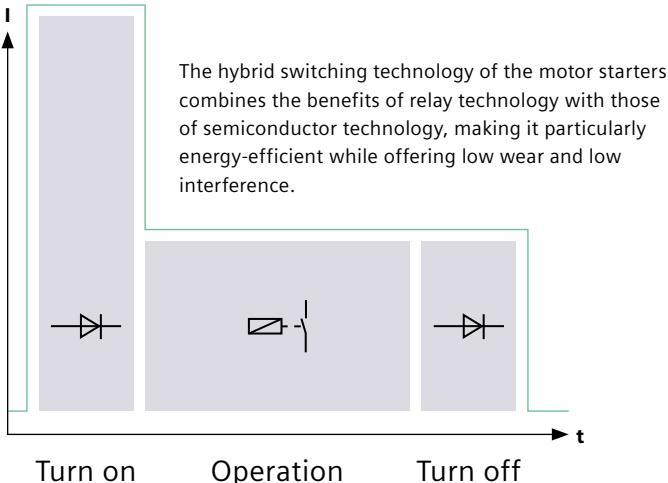 I
The hybrid switching technology of the motor starters
combines the benefits of relay technology with those
of semiconductor technology, making it particularly
energy-efficient while offering low wear and low
interference.
t
Turn on Operation Turn off